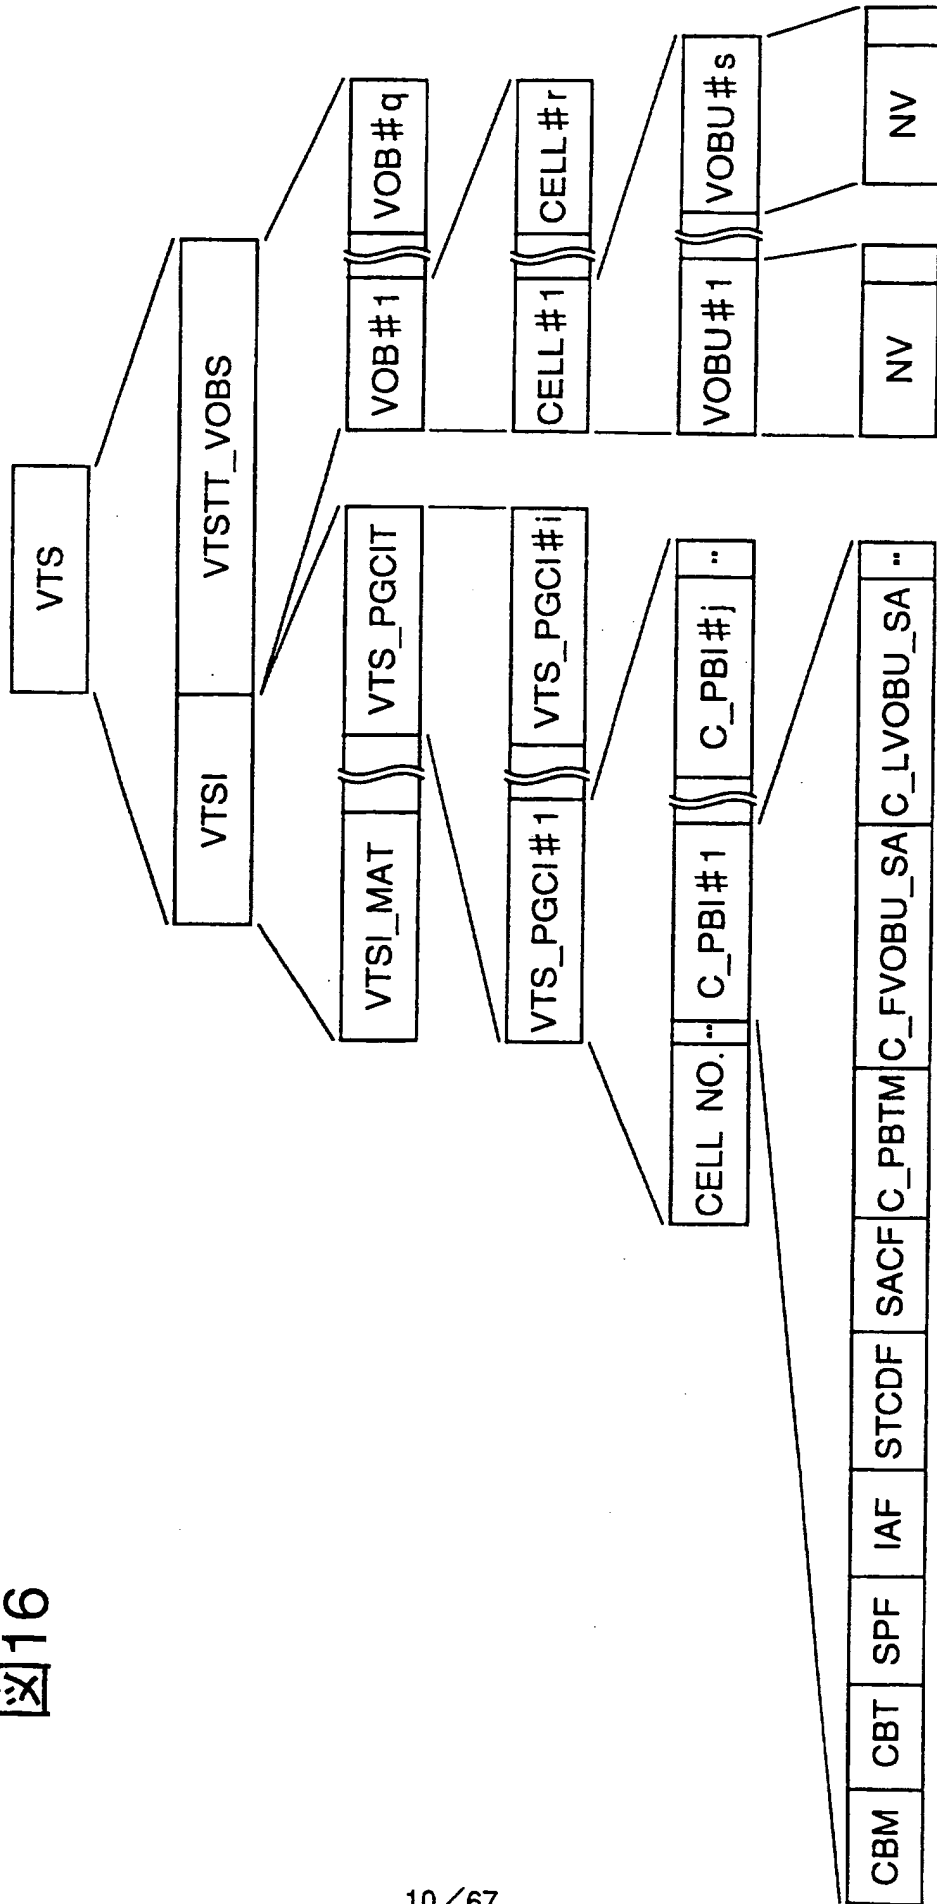 図16
VTS
VTSI VTSTT_VOBS
VTSI_MAT VTS_PGCIT VOB#1 VOB#q
VTS_PGCI#1 VTS_PGCI#i CELL#1 CELL#r
CELL NO. .. C_PBI#1 C_PBI#j .. VOBU#1 VOBU#s
CBM CBT SPF IAF STCDF SACF C_PBTM C_FVOBU_SA C_LVOBU_SA .. NV NV
10/67